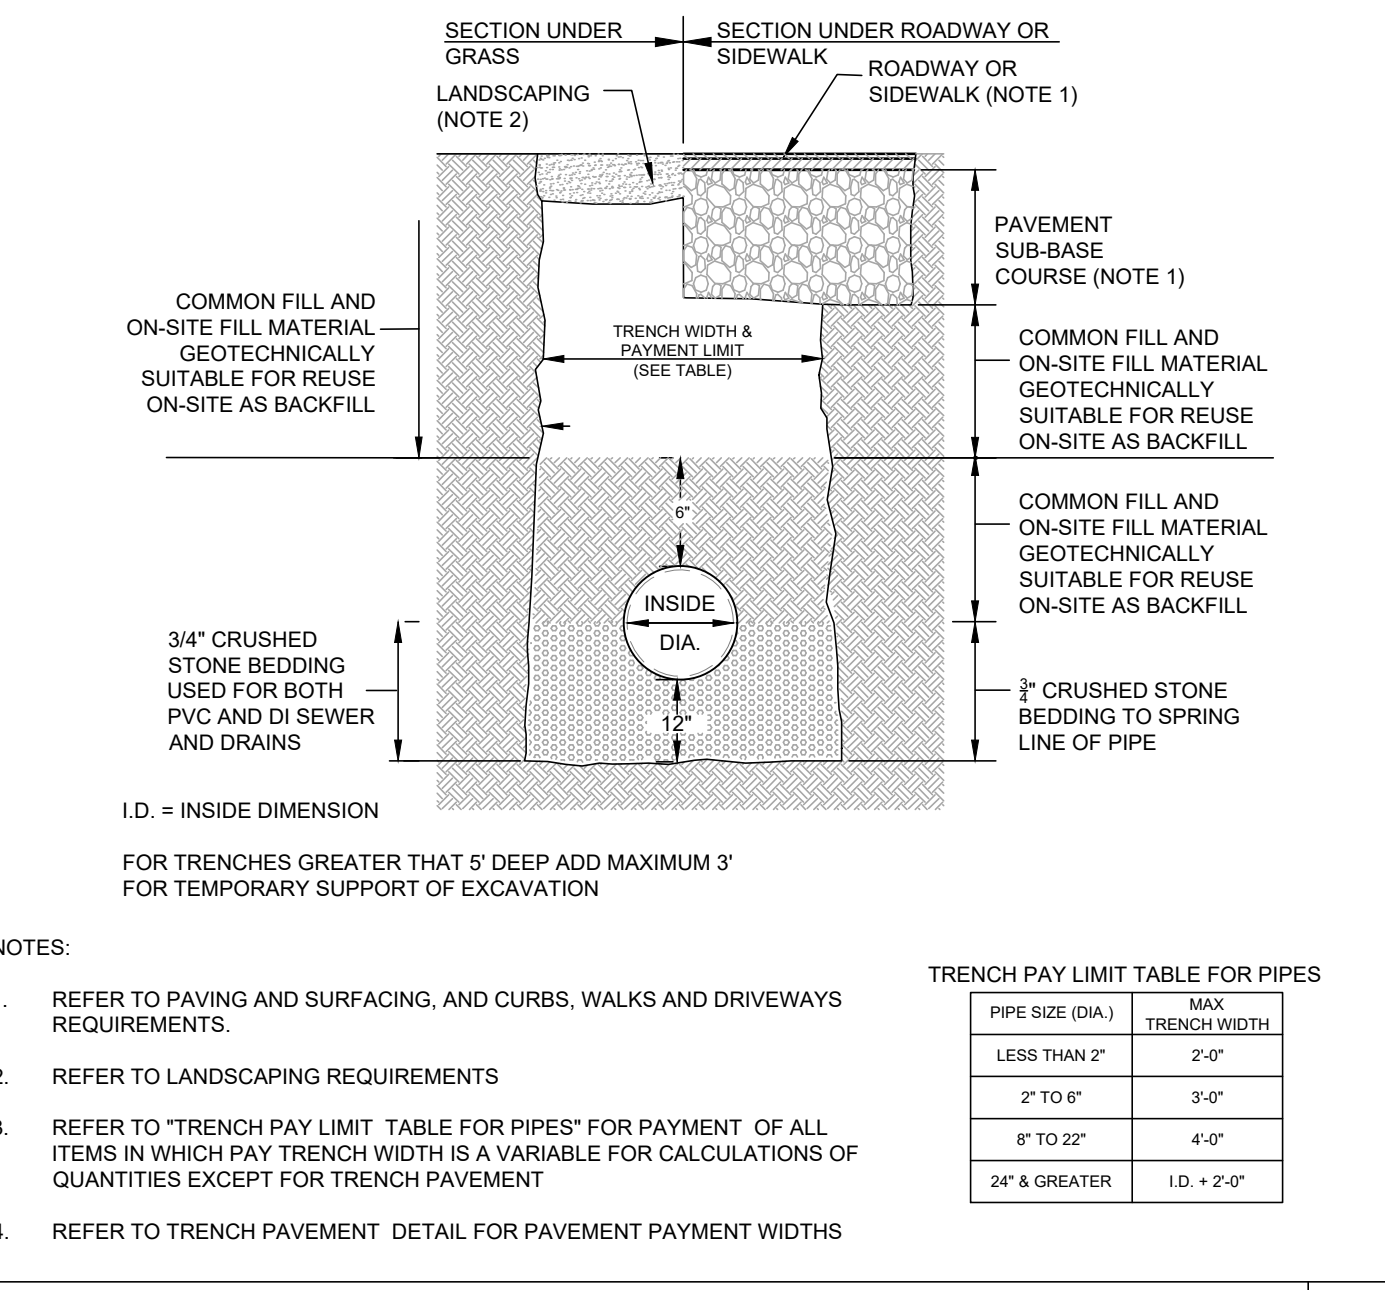 SECTION UNDER
GRASS
SECTION UNDER ROADWAY OR
SIDEWALK
ROADWAY OR
SIDEWALK (NOTE 1)
LANDSCAPING
(NOTE 2)
PAVEMENT
SUB-BASE
COURSE (NOTE 1)
COMMON FILL AND
ON-SITE FILL MATERIAL
GEOTECHNICALLY
SUITABLE FOR REUSE
ON-SITE AS BACKFILL
TRENCH WIDTH &
PAYMENT LIMIT
(SEE TABLE)
COMMON FILL AND
ON-SITE FILL MATERIAL
GEOTECHNICALLY
SUITABLE FOR REUSE
ON-SITE AS BACKFILL
6"
COMMON FILL AND
ON-SITE FILL MATERIAL
GEOTECHNICALLY
SUITABLE FOR REUSE
ON-SITE AS BACKFILL
INSIDE
DIA.
3/4" CRUSHED
STONE BEDDING
USED FOR BOTH
PVC AND DI SEWER
AND DRAINS
12"
3/4" CRUSHED STONE
BEDDING TO SPRING
LINE OF PIPE
I.D. = INSIDE DIMENSION
FOR TRENCHES GREATER THAT 5' DEEP ADD MAXIMUM 3'
FOR TEMPORARY SUPPORT OF EXCAVATION
NOTES:
. REFER TO PAVING AND SURFACING, AND CURBS, WALKS AND DRIVEWAYS
REQUIREMENTS.
2. REFER TO LANDSCAPING REQUIREMENTS
3. REFER TO "TRENCH PAY LIMIT TABLE FOR PIPES" FOR PAYMENT OF ALL
ITEMS IN WHICH PAY TRENCH WIDTH IS A VARIABLE FOR CALCULATIONS OF
QUANTITIES EXCEPT FOR TRENCH PAVEMENT
4. REFER TO TRENCH PAVEMENT DETAIL FOR PAVEMENT PAYMENT WIDTHS
TRENCH PAY LIMIT TABLE FOR PIPES
PIPE SIZE (DIA.) MAX
TRENCH WIDTH
LESS THAN 2" 2'-0"
2" TO 6" 3'-0"
8" TO 22" 4'-0"
24" & GREATER I.D. + 2'-0"